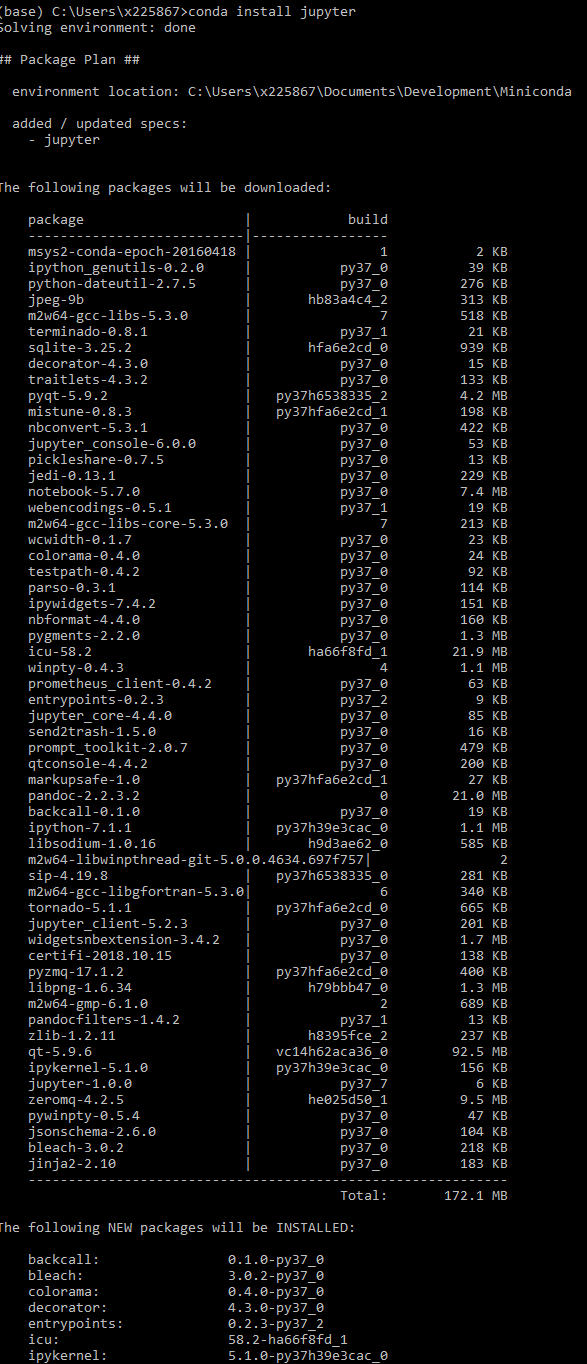 (base) C:\Users\x225867>conda install jupyter
Solving environment: done

## Package Plan ##

  environment location: C:\Users\x225867\Documents\Development\Miniconda

  added / updated specs:
    - jupyter


The following packages will be downloaded:

    package                    |            build
    ---------------------------|-----------------
    msys2-conda-epoch-20160418 |                1           2 KB
    ipython_genutils-0.2.0     |           py37_0          39 KB
    python-dateutil-2.7.5      |           py37_0         276 KB
    jpeg-9b                    |       hb83a4c4_2         313 KB
    m2w64-gcc-libs-5.3.0       |                7         518 KB
    terminado-0.8.1            |           py37_1          21 KB
    sqlite-3.25.2              |       hfa6e2cd_0         939 KB
    decorator-4.3.0            |           py37_0          15 KB
    traitlets-4.3.2            |           py37_0         133 KB
    pyqt-5.9.2                 |   py37h6538335_2         4.2 MB
    mistune-0.8.3              |   py37hfa6e2cd_1         198 KB
    nbconvert-5.3.1            |           py37_0         422 KB
    jupyter_console-6.0.0      |           py37_0          53 KB
    pickleshare-0.7.5          |           py37_0          13 KB
    jedi-0.13.1                |           py37_0         229 KB
    notebook-5.7.0             |           py37_0         7.4 MB
    webencodings-0.5.1         |           py37_1          19 KB
    m2w64-gcc-libs-core-5.3.0  |                7         213 KB
    wcwidth-0.1.7              |           py37_0          23 KB
    colorama-0.4.0             |           py37_0          24 KB
    testpath-0.4.2             |           py37_0          92 KB
    parso-0.3.1                |           py37_0         114 KB
    ipywidgets-7.4.2           |           py37_0         151 KB
    nbformat-4.4.0             |           py37_0         160 KB
    pygments-2.2.0             |           py37_0         1.3 MB
    icu-58.2                   |       ha66f8fd_1        21.9 MB
    winpty-0.4.3               |                4         1.1 MB
    prometheus_client-0.4.2    |           py37_0          63 KB
    entrypoints-0.2.3          |           py37_2           9 KB
    jupyter_core-4.4.0         |           py37_0          85 KB
    send2trash-1.5.0           |           py37_0          16 KB
    prompt_toolkit-2.0.7       |           py37_0         479 KB
    qtconsole-4.4.2            |           py37_0         200 KB
    markupsafe-1.0             |   py37hfa6e2cd_1          27 KB
    pandoc-2.2.3.2             |                0        21.0 MB
    backcall-0.1.0             |           py37_0          19 KB
    ipython-7.1.1              |   py37h39e3cac_0         1.1 MB
    libsodium-1.0.16           |       h9d3ae62_0         585 KB
    m2w64-libwinpthread-git-5.0.0.4634.697f757|                2
    sip-4.19.8                 |   py37h6538335_0         281 KB
    m2w64-gcc-libgfortran-5.3.0|                6         340 KB
    tornado-5.1.1              |   py37hfa6e2cd_0         665 KB
    jupyter_client-5.2.3       |           py37_0         201 KB
    widgetsnbextension-3.4.2   |           py37_0         1.7 MB
    certifi-2018.10.15         |           py37_0         138 KB
    pyzmq-17.1.2               |   py37hfa6e2cd_0         400 KB
    libpng-1.6.34              |       h79bbb47_0         1.3 MB
    m2w64-gmp-6.1.0            |                2         689 KB
    pandocfilters-1.4.2        |           py37_1          13 KB
    zlib-1.2.11                |       h8395fce_2         237 KB
    qt-5.9.6                   |   vc14h62aca36_0        92.5 MB
    ipykernel-5.1.0            |   py37h39e3cac_0         156 KB
    jupyter-1.0.0              |           py37_7           6 KB
    zeromq-4.2.5               |       he025d50_1         9.5 MB
    pywinpty-0.5.4             |           py37_0          47 KB
    jsonschema-2.6.0           |           py37_0         104 KB
    bleach-3.0.2               |           py37_0         218 KB
    jinja2-2.10                |           py37_0         183 KB
    ------------------------------------------------------------
                                           Total:       172.1 MB

The following NEW packages will be INSTALLED:

    backcall:                0.1.0-py37_0
    bleach:                  3.0.2-py37_0
    colorama:                0.4.0-py37_0
    decorator:               4.3.0-py37_0
    entrypoints:             0.2.3-py37_2
    icu:                     58.2-ha66f8fd_1
    ipykernel:               5.1.0-py37h39e3cac_0